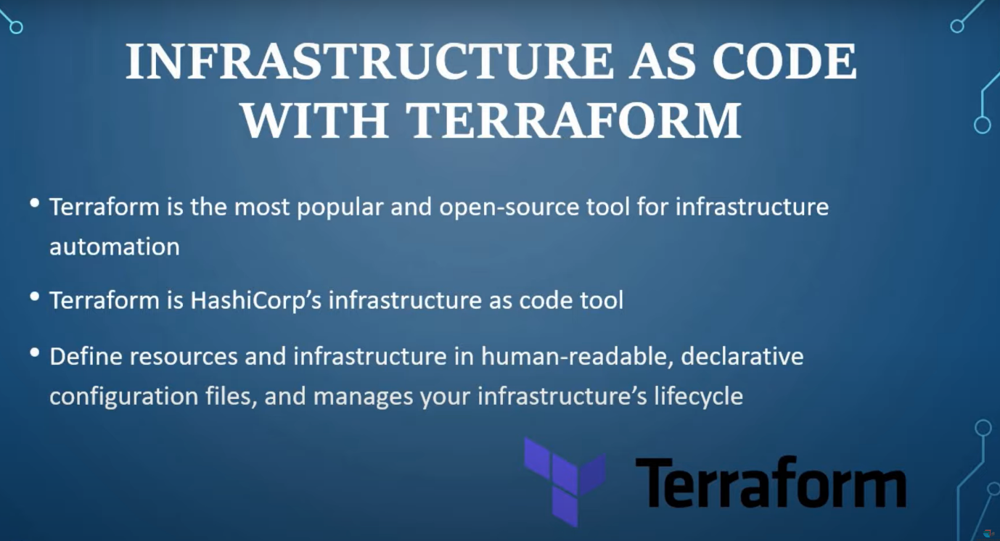 INFRASTRUCTURE AS CODE
WITH TERRAFORM
• Terraform is the most popular and open-source tool for infrastructure
automation
• Terraform is HashiCorp’s infrastructure as code tool
• Define resources and infrastructure in human-readable, declarative
configuration files, and manages your infrastructure’s lifecycle
Terraform